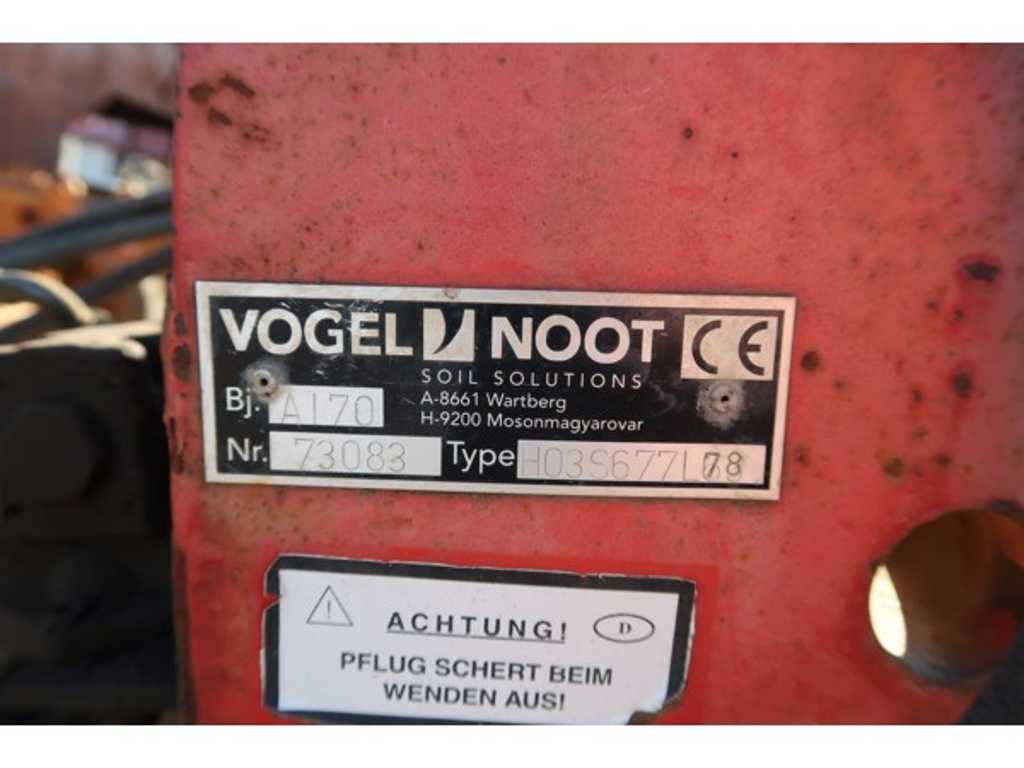 VOGEL NOOT CE
SOIL SOLUTIONS
Bj. A170 A-8661 Wartberg
H-9200 Mosonmagyarovar
Nr. 73083 Type
ACHTUNG! D
PFLUG SCHERT BEIM
WENDEN AUS!